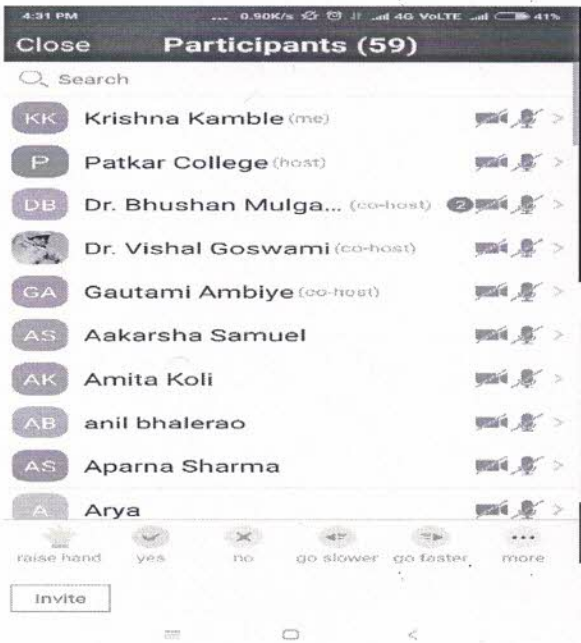 4:31 PM ... 0.90K/s 4G VoLTE 41%
Close Participants (59)
Search
KK Krishna Kamble (me)
P Patkar College (host)
DB Dr. Bhushan Mulga... (co-host) 2
Dr. Vishal Goswami (co-host)
GA Gautami Ambiye (co-host)
AS Aakarsha Samuel
AK Amita Koli
AB anil bhalerao
AS Aparna Sharma
A Arya
raise hand yes no go slower go faster more
Invite